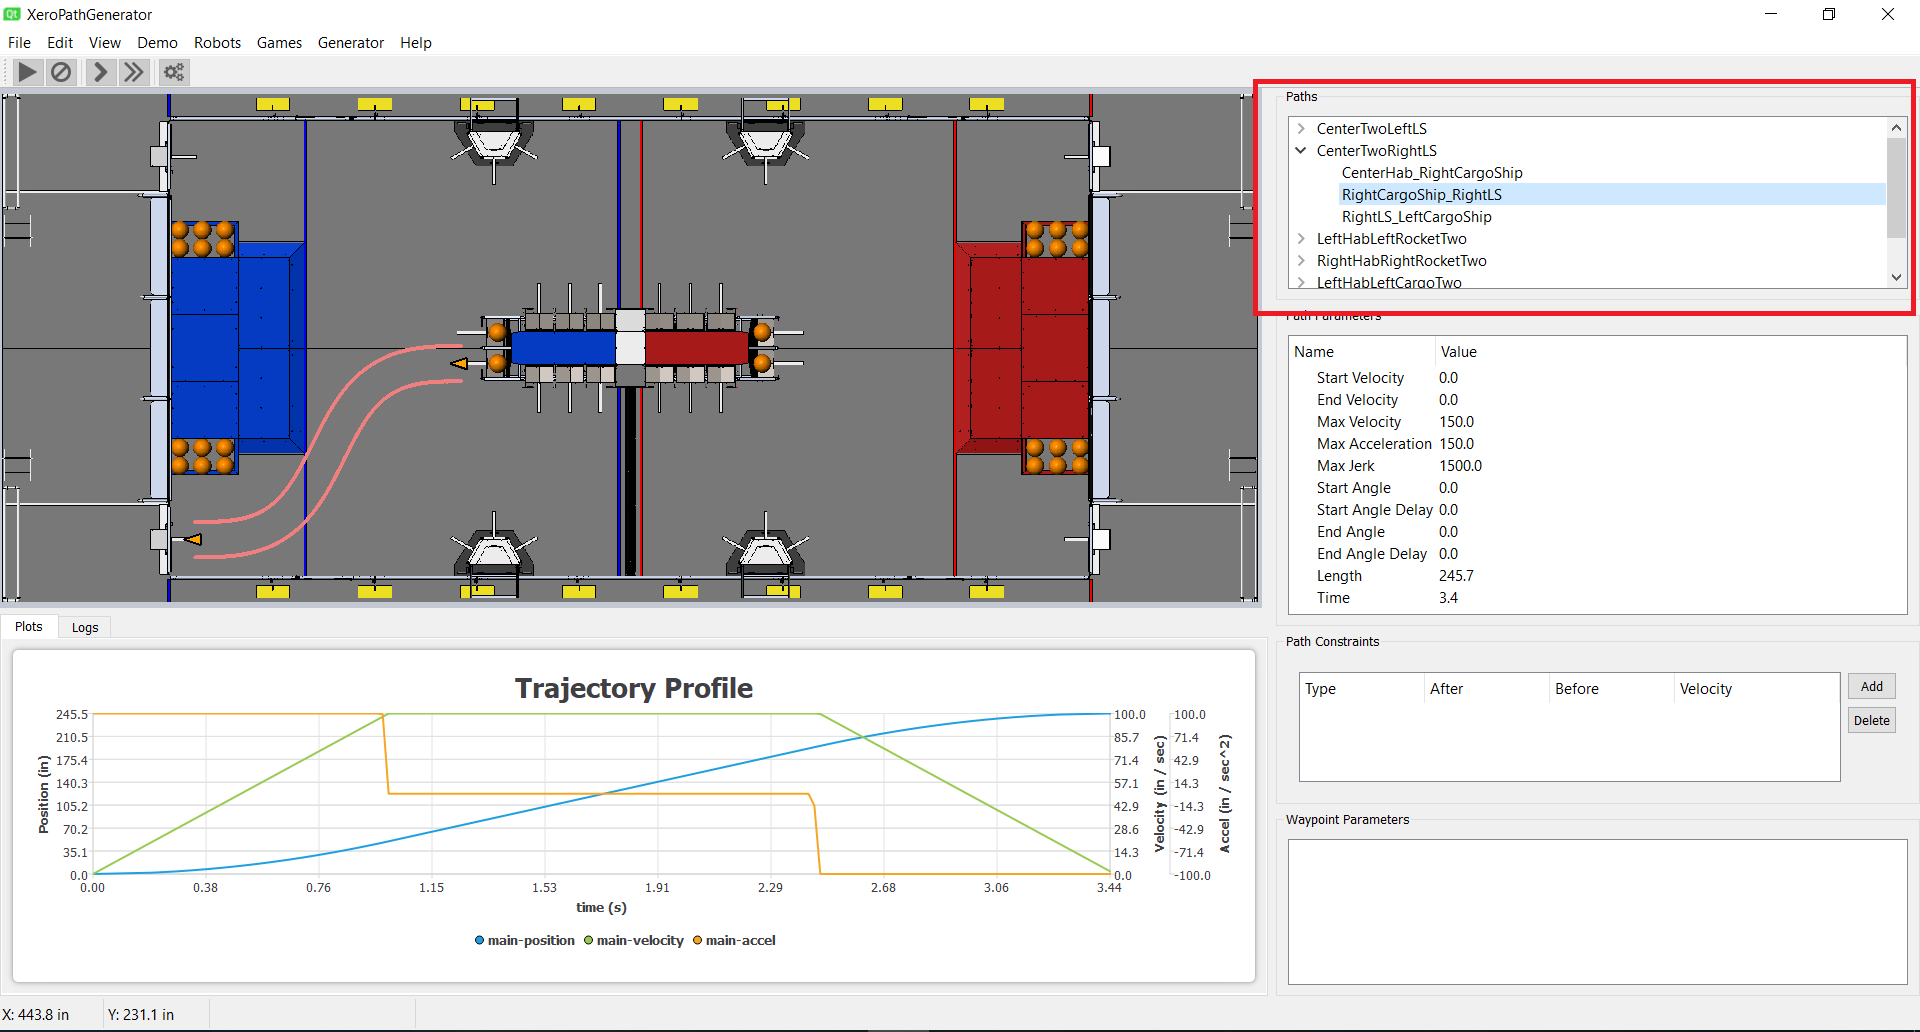 XeroPathGenerator
File Edit View Demo Robots Games Generator Help
Paths
CenterTwoLeftLS
CenterTwoRightLS
CenterHab_RightCargoShip
RightCargoShip_RightLS
RightLS_LeftCargoShip
LeftHabLeftRocketTwo
RightHabRightRocketTwo
LeftHabLeftCargoTwo
Path Parameters
Name Value
Start Velocity 0.0
End Velocity 0.0
Max Velocity 150.0
Max Acceleration 150.0
Max Jerk 1500.0
Start Angle 0.0
Start Angle Delay 0.0
End Angle 0.0
End Angle Delay 0.0
Length 245.7
Time 3.4
Path Constraints
Type After Before Velocity
Add
Delete
Waypoint Parameters
Plots Logs
Trajectory Profile
Position (in)
245.5
210.5
175.4
140.3
105.2
70.2
35.1
0.0
0.00 0.38 0.76 1.15 1.53 1.91 2.29 2.68 3.06 3.44
time (s)
100.0
85.7
71.4
57.1
42.9
28.6
14.3
0.0
Velocity (in / sec)
100.0
71.4
42.9
14.3
-14.3
-42.9
-71.4
-100.0
Accel (in / sec^2)
main-position main-velocity main-accel
X: 443.8 in Y: 231.1 in